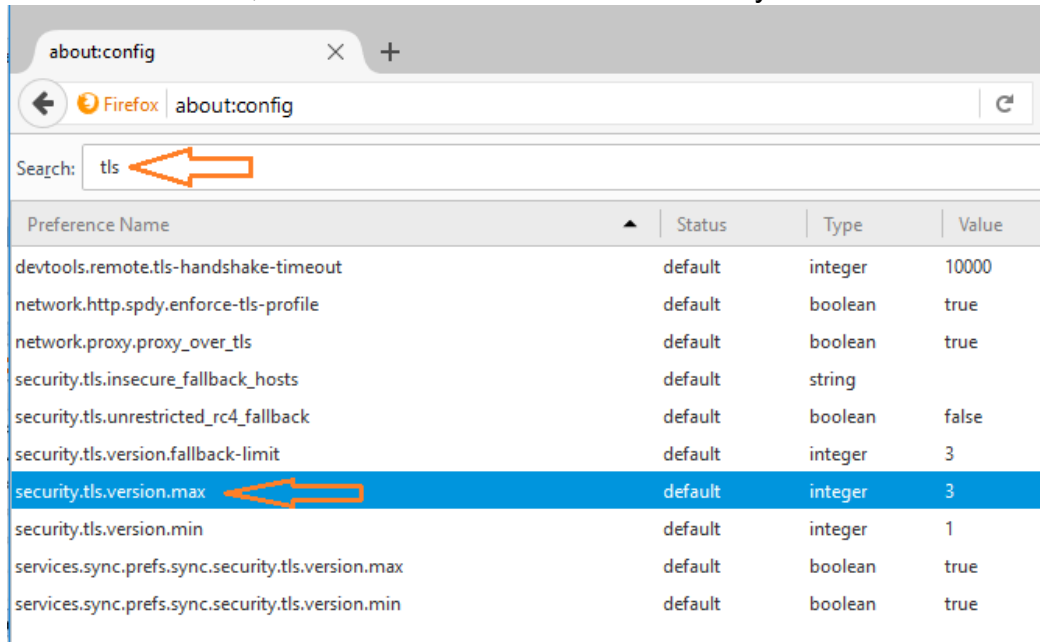 about:config
Firefox about:config
Search: tls
Preference Name Status Type Value
devtools.remote.tls-handshake-timeout default integer 10000
network.http.spdy.enforce-tls-profile default boolean true
network.proxy.proxy_over_tls default boolean true
security.tls.insecure_fallback_hosts default string
security.tls.unrestricted_rc4_fallback default boolean false
security.tls.version.fallback-limit default integer 3
security.tls.version.max default integer 3
security.tls.version.min default integer 1
services.sync.prefs.sync.security.tls.version.max default boolean true
services.sync.prefs.sync.security.tls.version.min default boolean true